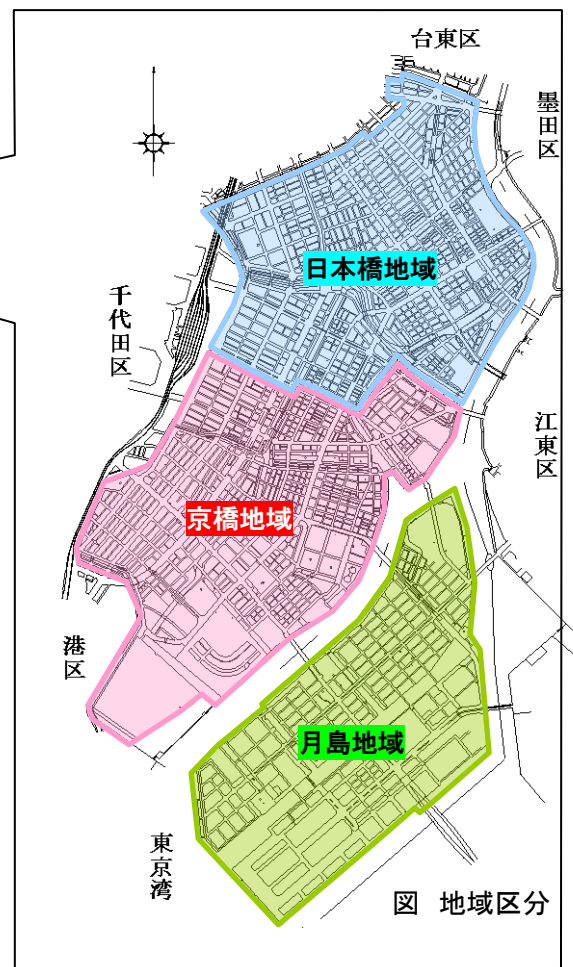 台東区
墨田区
日本橋地域
千代田区
江東区
京橋地域
港区
月島地域
東京湾
図 地域区分